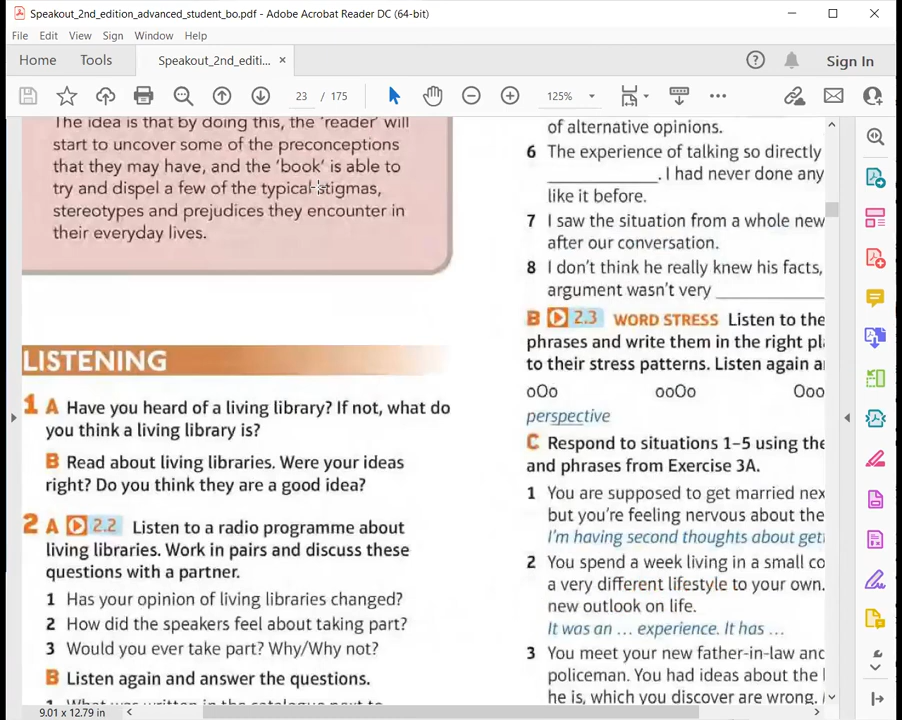 Speakout_2nd_edition_advanced_student_bo.pdf - Adobe Acrobat Reader DC (64-bit)
File Edit View Sign Window Help
Home Tools Speakout_2nd_editi... × Sign In
23 / 175 125%
The idea is that by doing this, the 'reader' will
start to uncover some of the preconceptions
that they may have, and the 'book' is able to
try and dispel a few of the typical stigmas,
stereotypes and prejudices they encounter in
their everyday lives.
LISTENING
1 A Have you heard of a living library? If not, what do
you think a living library is?
B Read about living libraries. Were your ideas
right? Do you think they are a good idea?
2 A 2.2 Listen to a radio programme about
living libraries. Work in pairs and discuss these
questions with a partner.
1 Has your opinion of living libraries changed?
2 How did the speakers feel about taking part?
3 Would you ever take part? Why/Why not?
B Listen again and answer the questions.
of alternative opinions.
6 The experience of talking so directly
____________. I had never done any
like it before.
7 I saw the situation from a whole new
after our conversation.
8 I don't think he really knew his facts,
argument wasn't very ____________
B 2.3 WORD STRESS Listen to the
phrases and write them in the right pl
to their stress patterns. Listen again a
oOo ooOo Ooo
perspective
C Respond to situations 1–5 using the
and phrases from Exercise 3A.
1 You are supposed to get married nex
but you're feeling nervous about the
I'm having second thoughts about get
2 You spend a week living in a small co
a very different lifestyle to your own.
new outlook on life.
It was an … experience. It has …
3 You meet your new father-in-law and
policeman. You had ideas about the
he is, which you discover are wrong.
9.01 x 12.79 in